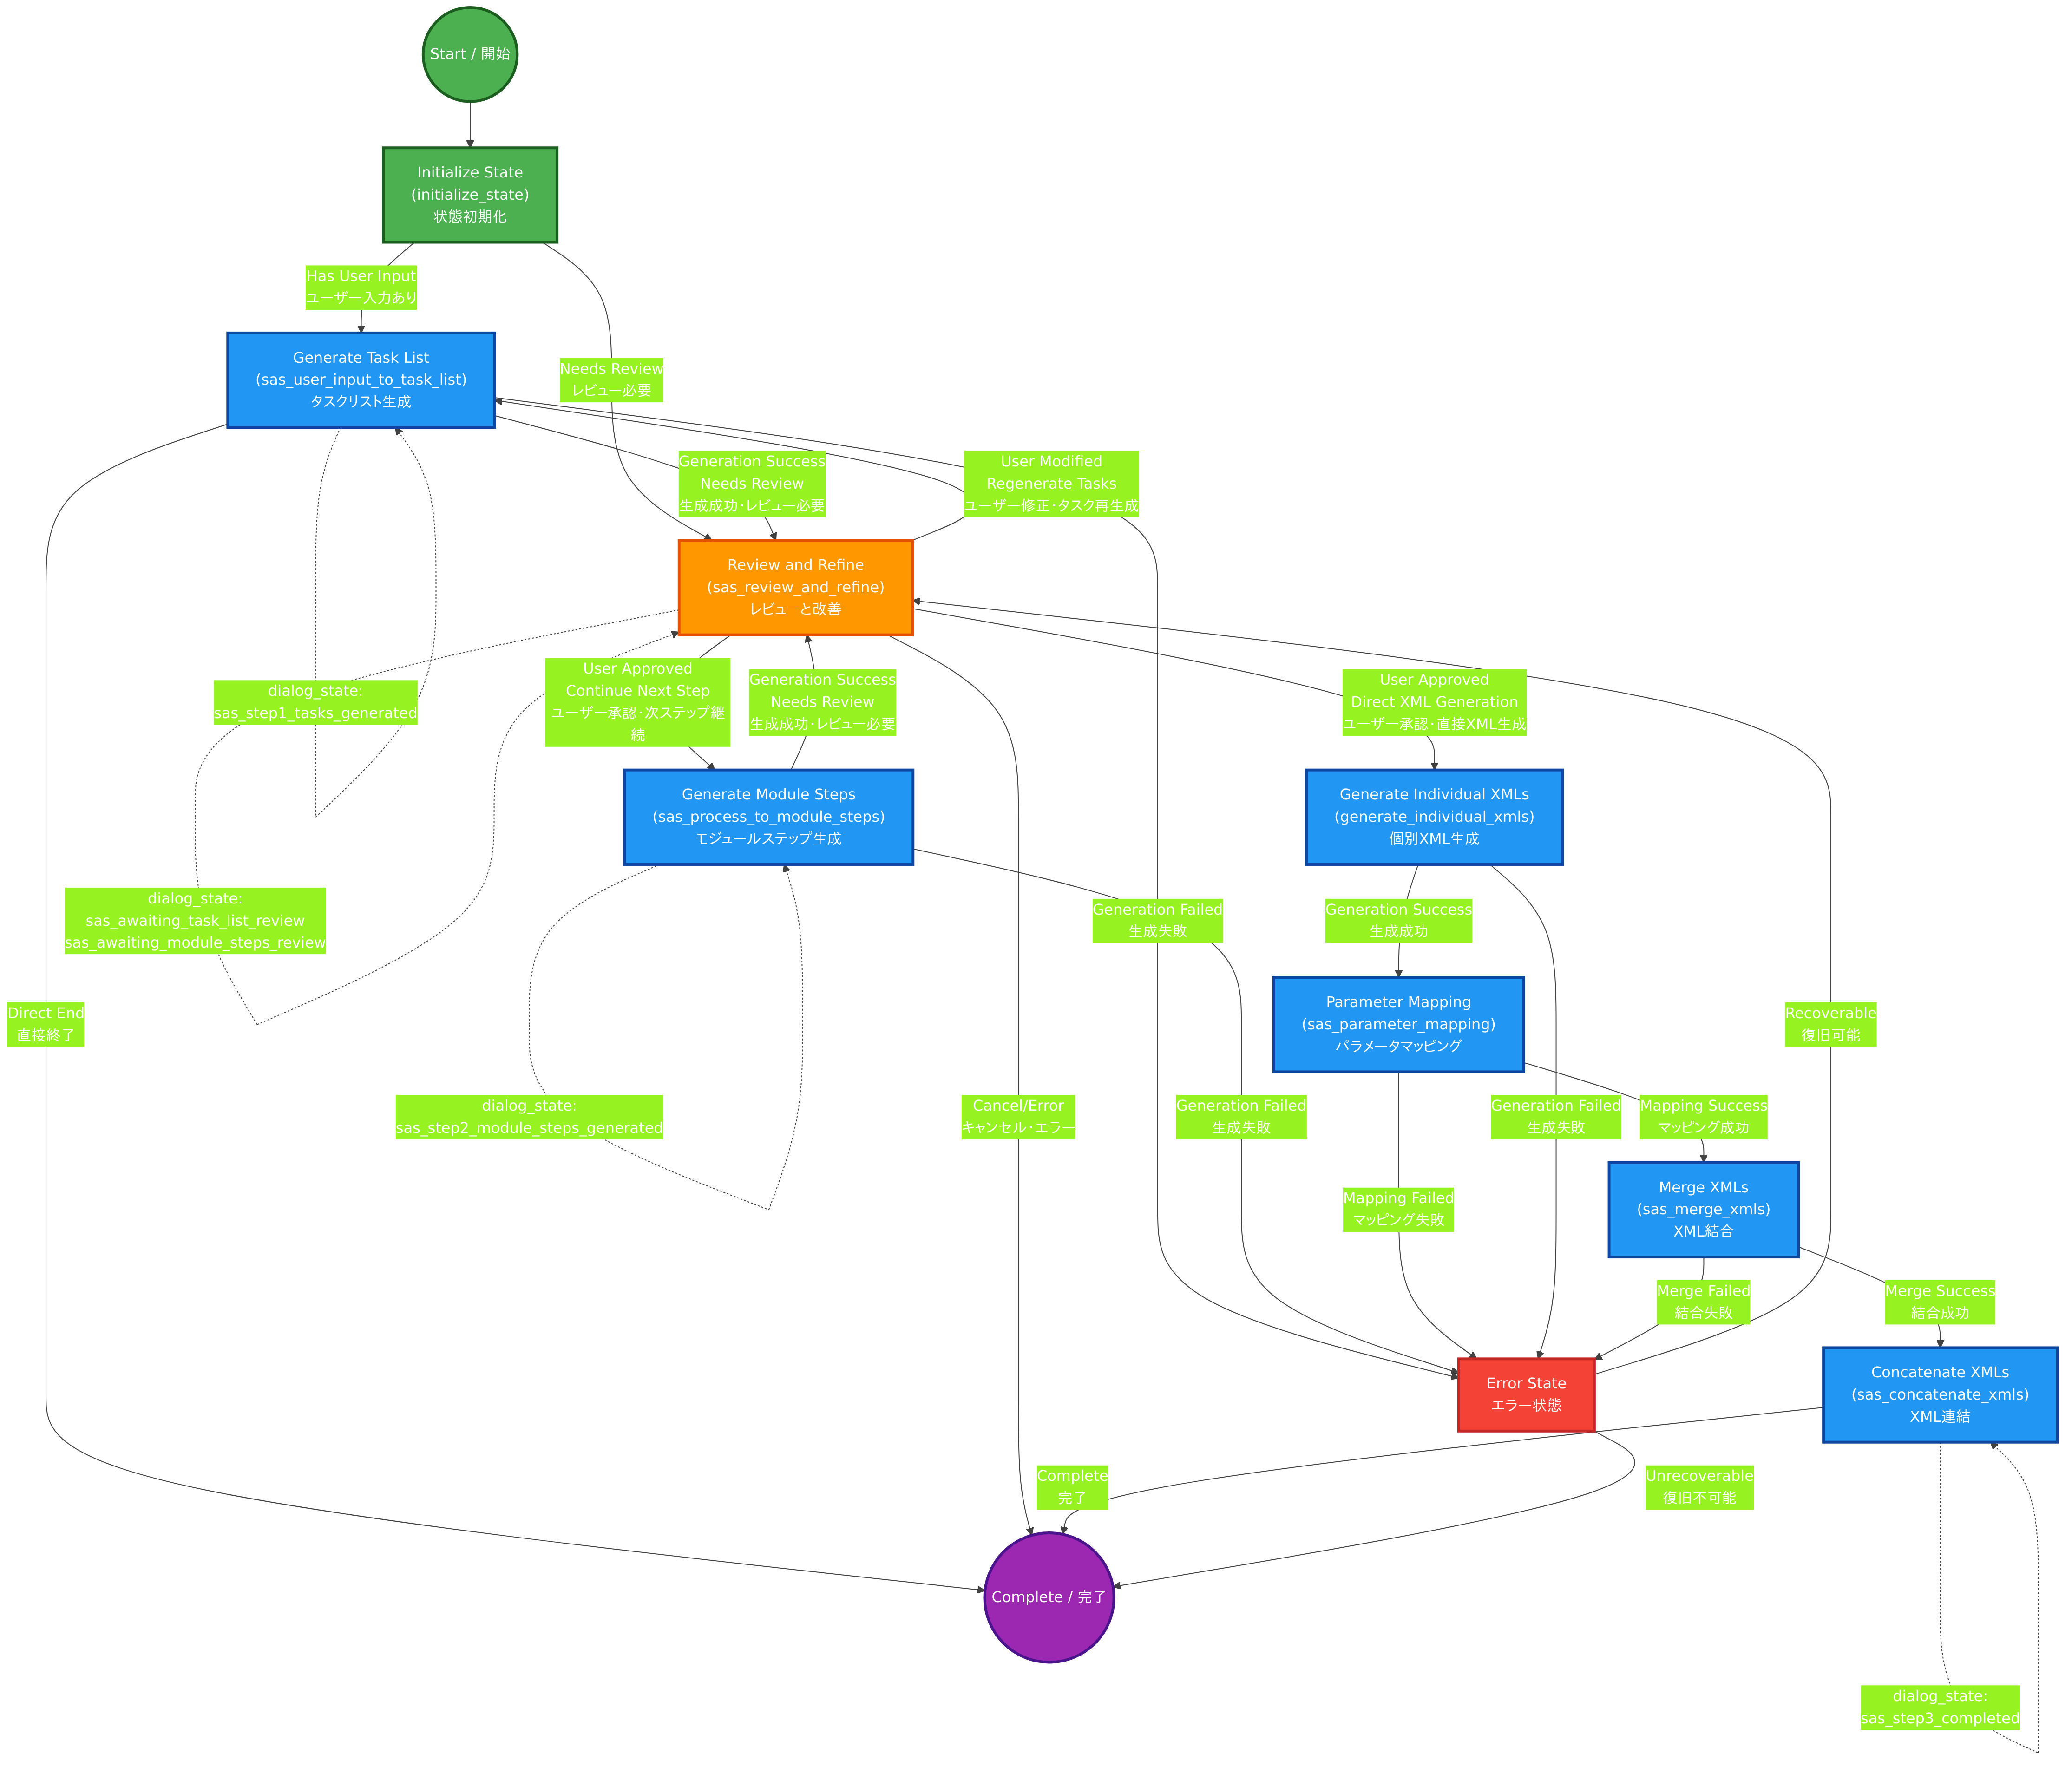 Start / 開始
Initialize State
(initialize_state)
状態初期化
Has User Input
ユーザー入力あり
Generate Task List
(sas_user_input_to_task_list)
タスクリスト生成
Needs Review
レビュー必要
Generation Success
Needs Review
生成成功・レビュー必要
User Modified
Regenerate Tasks
ユーザー修正・タスク再生成
Review and Refine
(sas_review_and_refine)
レビューと改善
dialog_state:
sas_step1_tasks_generated
User Approved
Continue Next Step
ユーザー承認・次ステップ継
続
Generation Success
Needs Review
生成成功・レビュー必要
User Approved
Direct XML Generation
ユーザー承認・直接XML生成
Generate Module Steps
(sas_process_to_module_steps)
モジュールステップ生成
Generate Individual XMLs
(generate_individual_xmls)
個別XML生成
dialog_state:
sas_awaiting_task_list_review
sas_awaiting_module_steps_review
Generation Failed
生成失敗
Generation Success
生成成功
Direct End
直接終了
Parameter Mapping
(sas_parameter_mapping)
パラメータマッピング
Recoverable
復旧可能
dialog_state:
sas_step2_module_steps_generated
Cancel/Error
キャンセル・エラー
Generation Failed
生成失敗
Generation Failed
生成失敗
Mapping Success
マッピング成功
Mapping Failed
マッピング失敗
Merge XMLs
(sas_merge_xmls)
XML結合
Merge Failed
結合失敗
Merge Success
結合成功
Error State
エラー状態
Concatenate XMLs
(sas_concatenate_xmls)
XML連結
Complete
完了
Unrecoverable
復旧不可能
Complete / 完了
dialog_state:
sas_step3_completed